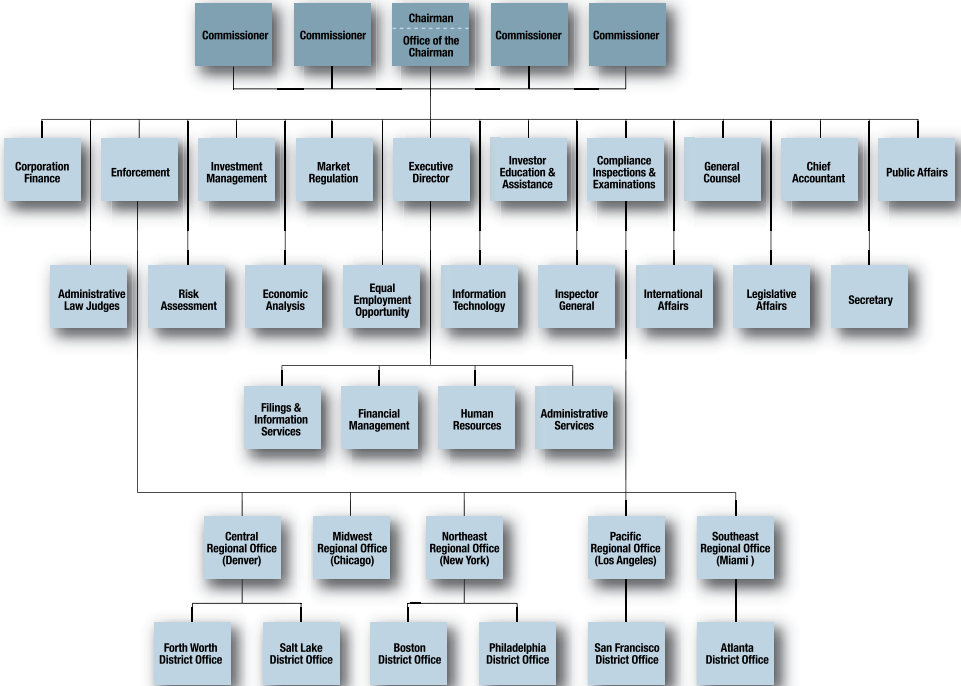 Commissioner
Commissioner
Chairman
Office of the
Chairman
Commissioner
Commissioner
Corporation
Finance
Enforcement
Investment
Management
Market
Regulation
Executive
Director
Investor
Education &
Assistance
Compliance
Inspections &
Examinations
General
Counsel
Chief
Accountant
Public Affairs
Administrative
Law Judges
Risk
Assessment
Economic
Analysis
Equal
Employment
Opportunity
Information
Technology
Inspector
General
International
Affairs
Legislative
Affairs
Secretary
Filings &
Information
Services
Financial
Management
Human
Resources
Administrative
Services
Central
Regional Office
(Denver)
Midwest
Regional Office
(Chicago)
Northeast
Regional Office
(New York)
Pacific
Regional Office
(Los Angeles)
Southeast
Regional Office
(Miami )
Forth Worth
District Office
Salt Lake
District Office
Boston
District Office
Philadelphia
District Office
San Francisco
District Office
Atlanta
District Office